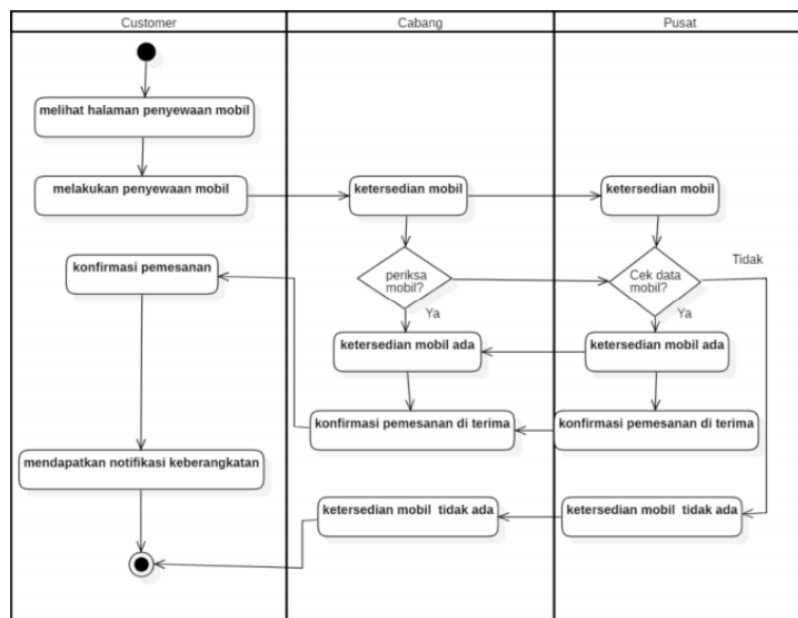 Customer
Cabang
Pusat
melihat halaman penyewaan mobil
melakukan penyewaan mobil
ketersedian mobil
ketersedian mobil
konfirmasi pemesanan
periksa
mobil?
Cek data
mobil?
Tidak
Ya
Ya
ketersedian mobil ada
ketersedian mobil ada
konfirmasi pemesanan di terima
konfirmasi pemesanan di terima
mendapatkan notifikasi keberangkatan
ketersedian mobil tidak ada
ketersedian mobil tidak ada